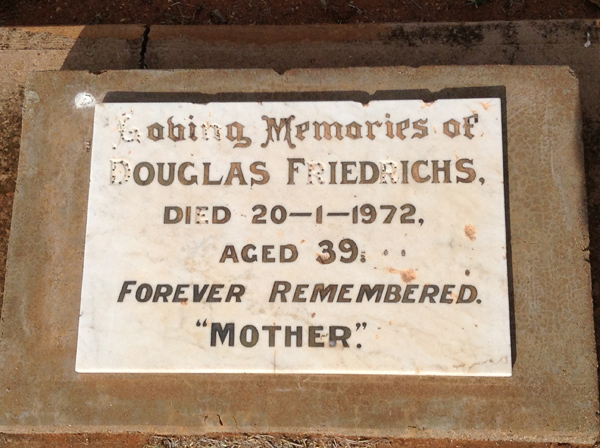 Loving Memories of
DOUGLAS FRIEDRICHS,
DIED 20-1-1972,
AGED 39.
FOREVER REMEMBERED.
"MOTHER".